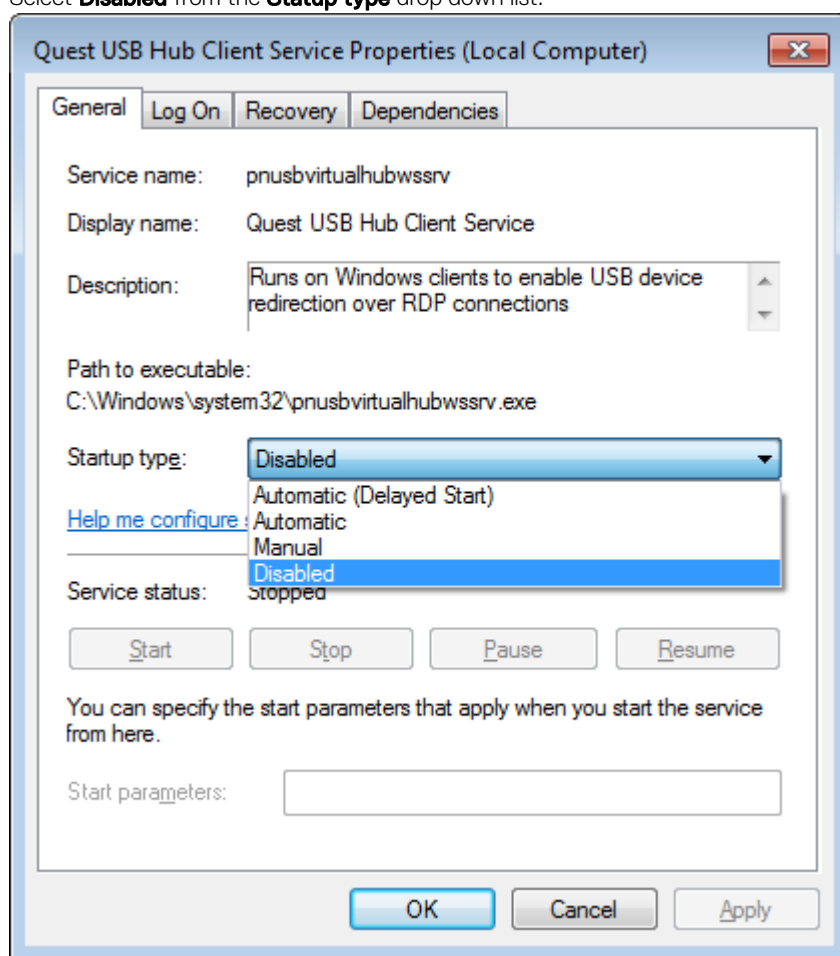 Select Disabled from the Statup type drop down list.
Quest USB Hub Client Service Properties (Local Computer)
General Log On Recovery Dependencies
Service name: pnusbvirtualhubwssrv
Display name: Quest USB Hub Client Service
Description: Runs on Windows clients to enable USB device
redirection over RDP connections
Path to executable:
C:\Windows\system32\pnusbvirtualhubwssrv.exe
Startup type: Disabled
Automatic (Delayed Start)
Help me configure s Automatic
Manual
Disabled
Service status: Stopped
Start Stop Pause Resume
You can specify the start parameters that apply when you start the service
from here.
Start parameters:
OK Cancel Apply